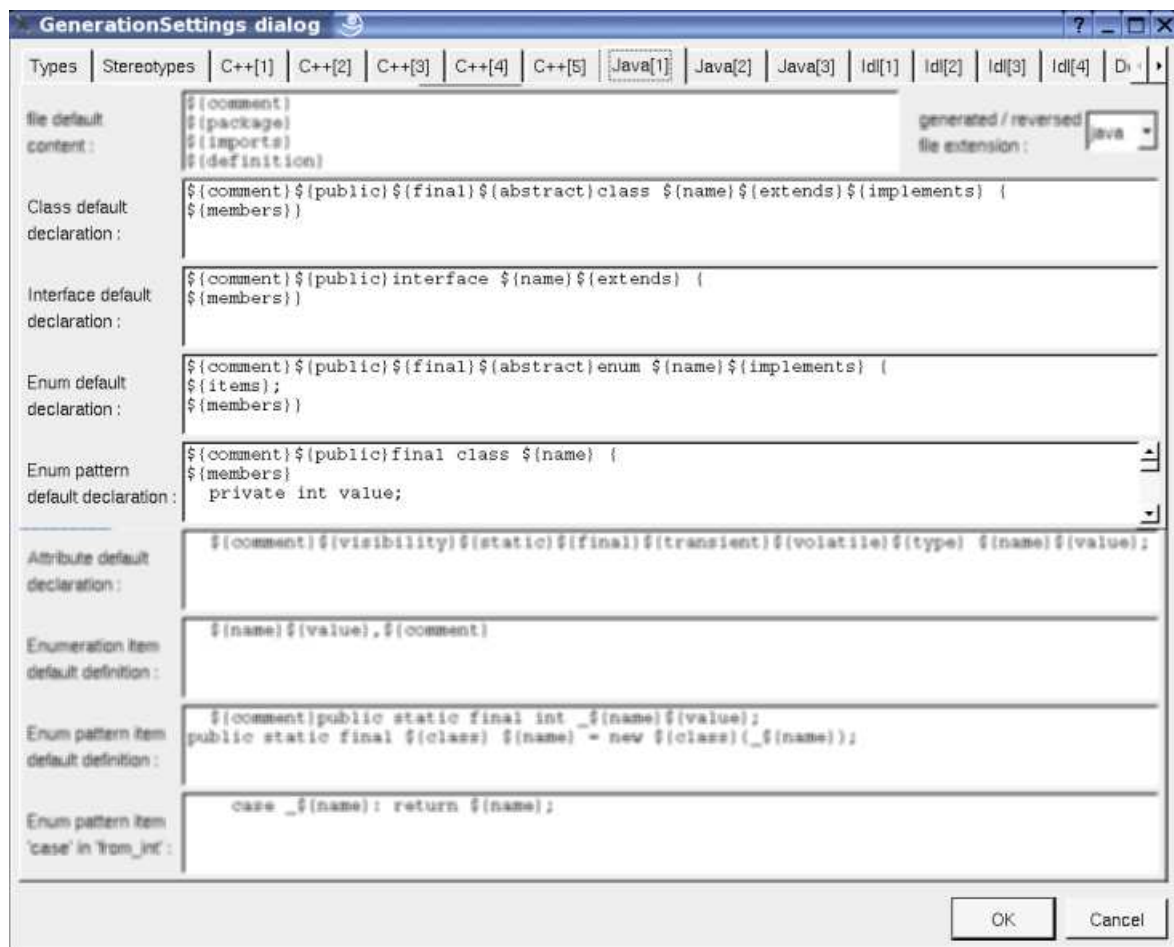 GenerationSettings dialog
Types Stereotypes C++[1] C++[2] C++[3] C++[4] C++[5] Java[1] Java[2] Java[3] Idl[1] Idl[2] Idl[3] Idl[4]
file default
content :
${comment}
${package}
${imports}
${definition}
generated / reversed
file extension :
java
Class default
declaration :
${comment}${public}${final}${abstract}class ${name}${extends}${implements} {
${members}}
Interface default
declaration :
${comment}${public}interface ${name}${extends} {
${members}}
Enum default
declaration :
${comment}${public}${final}${abstract}enum ${name}${implements} {
${items};
${members}}
Enum pattern
default declaration :
${comment}${public}final class ${name} {
${members}
private int value;
Attribute default
declaration :
${comment}${visibility}${static}${final}${transient}${volatile}${type} ${name}${value};
Enumeration item
default definition :
${name}${value},${comment}
Enum pattern item
default definition :
${comment}public static final int _${name}${value};
public static final ${class} ${name} = new ${class}(_${name});
Enum pattern item
'case' in 'from_int' :
case _${name}: return ${name};
OK Cancel